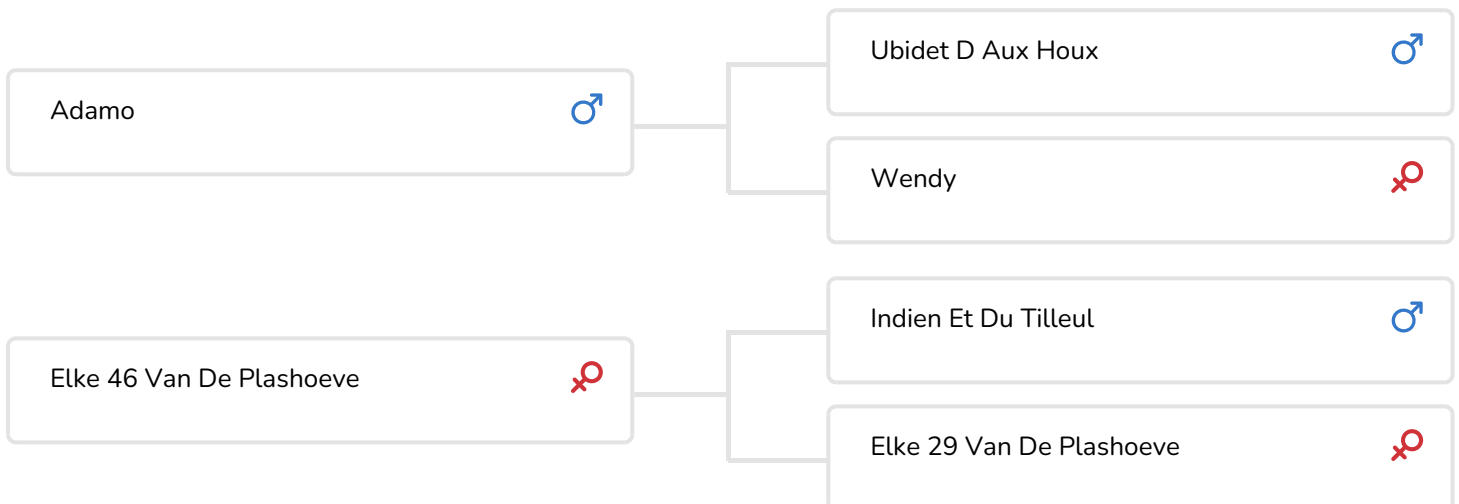 Ubidet D Aux Houx
Adamo
Wendy
Indien Et Du Tilleul
Elke 46 Van De Plashoeve
Elke 29 Van De Plashoeve